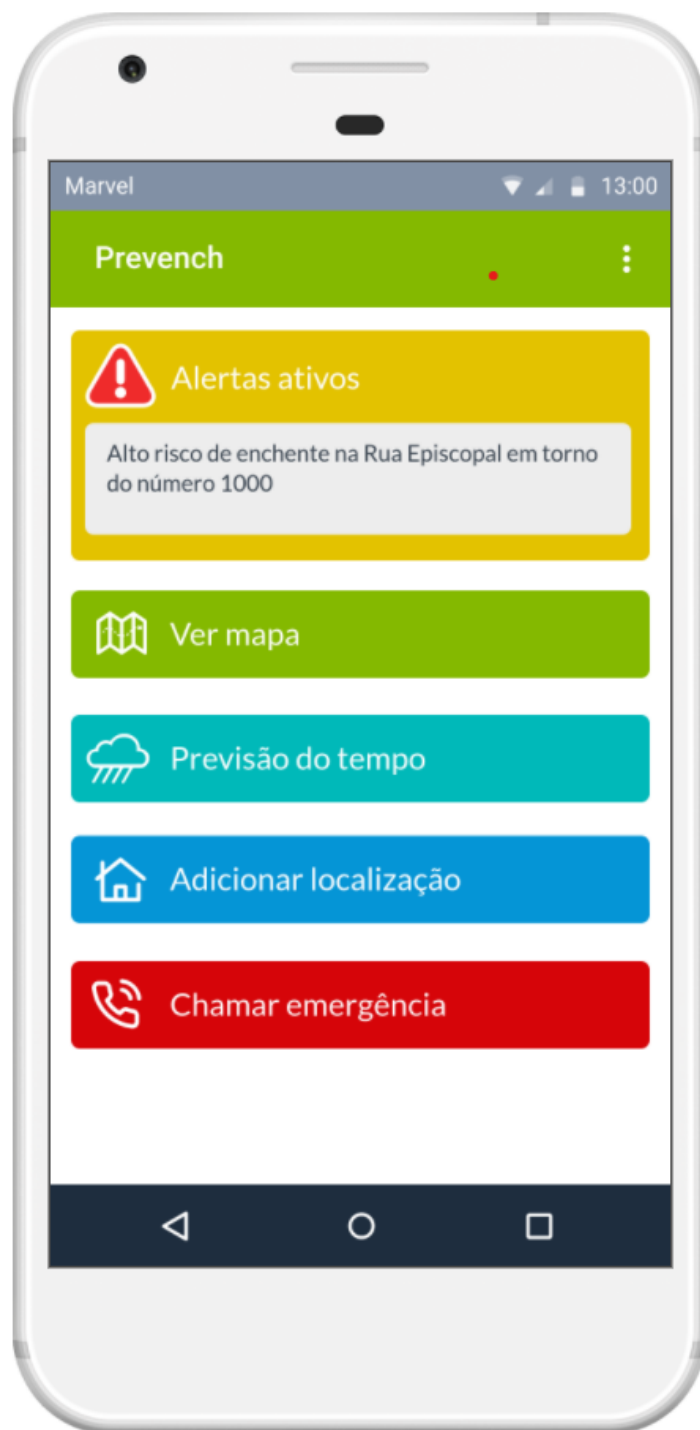 Marvel 13:00
Prevench
Alertas ativos
Alto risco de enchente na Rua Episcopal em torno
do número 1000
Ver mapa
Previsão do tempo
Adicionar localização
Chamar emergência